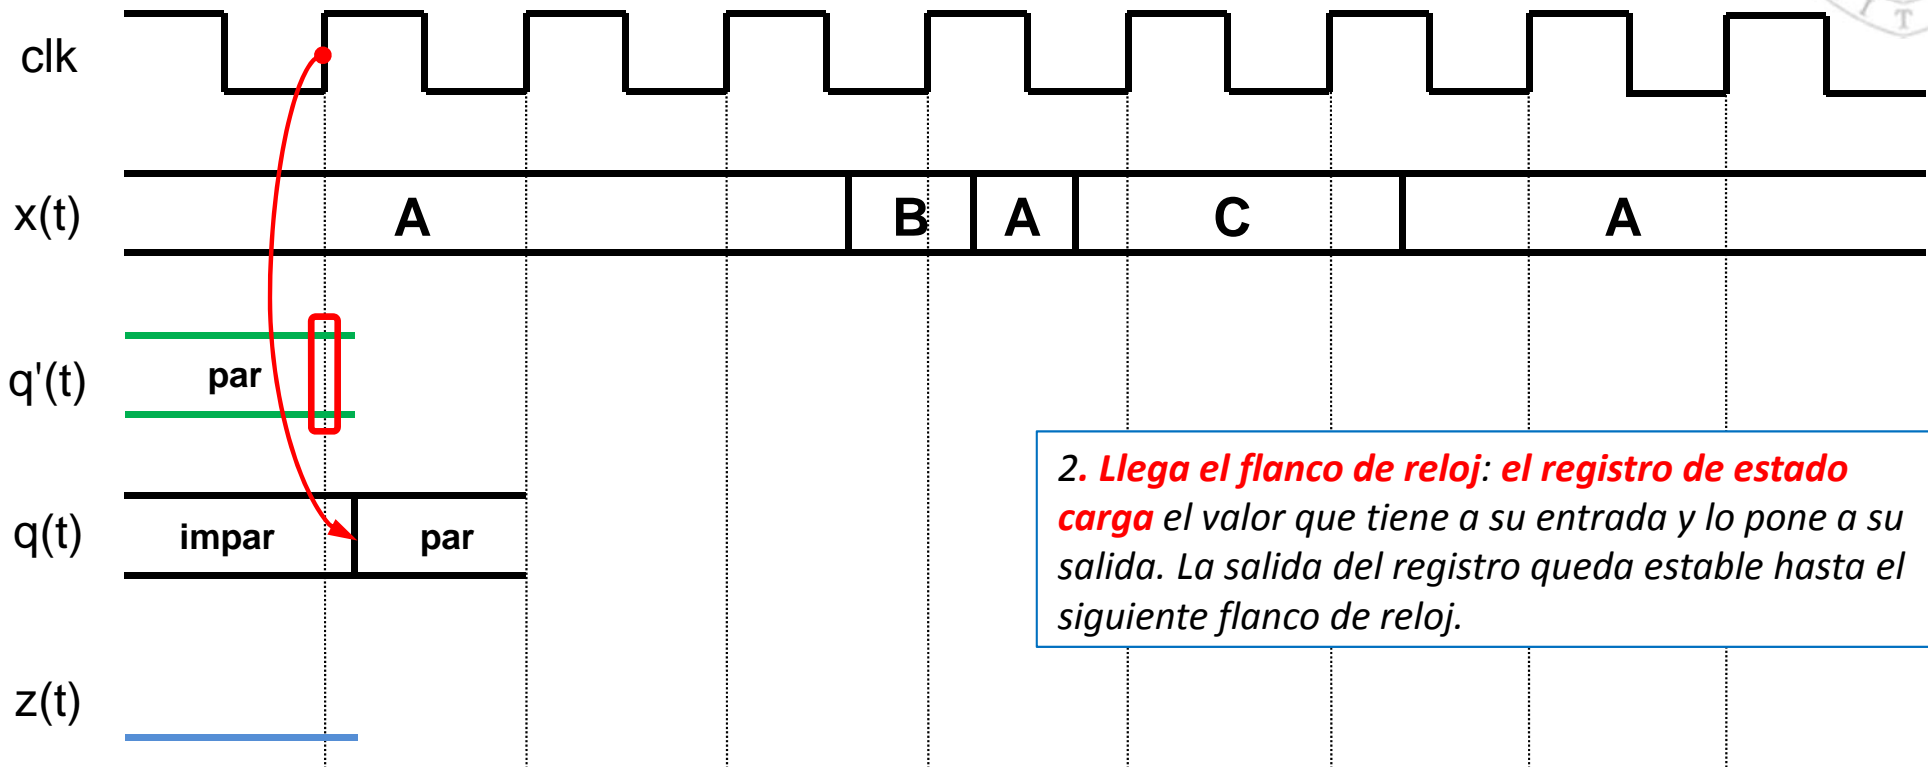 clk
x(t)
A B A C A
q'(t)
par
q(t)
impar par
2. Llega el flanco de reloj: el registro de estado
carga el valor que tiene a su entrada y lo pone a su
salida. La salida del registro queda estable hasta el
siguiente flanco de reloj.
z(t)
T